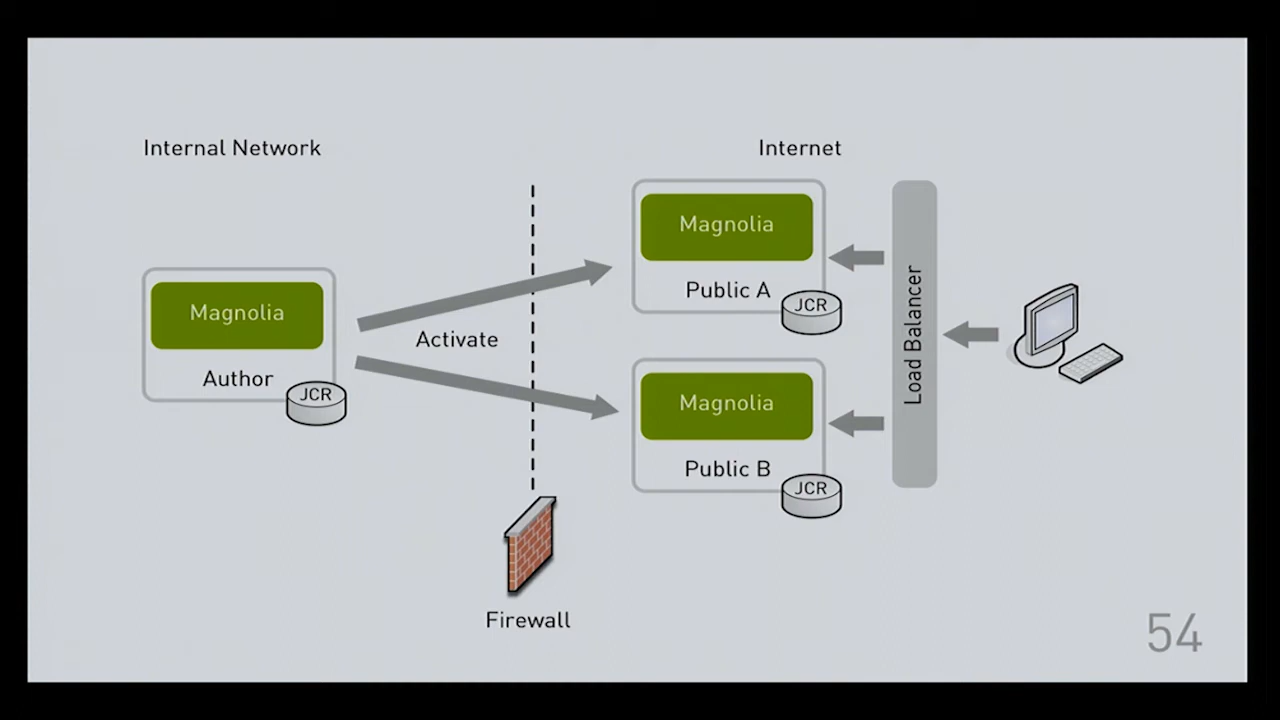 Internal Network
Internet
Magnolia
Author
JCR
Activate
Firewall
Magnolia
Public A
JCR
Magnolia
Public B
JCR
Load Balancer
54